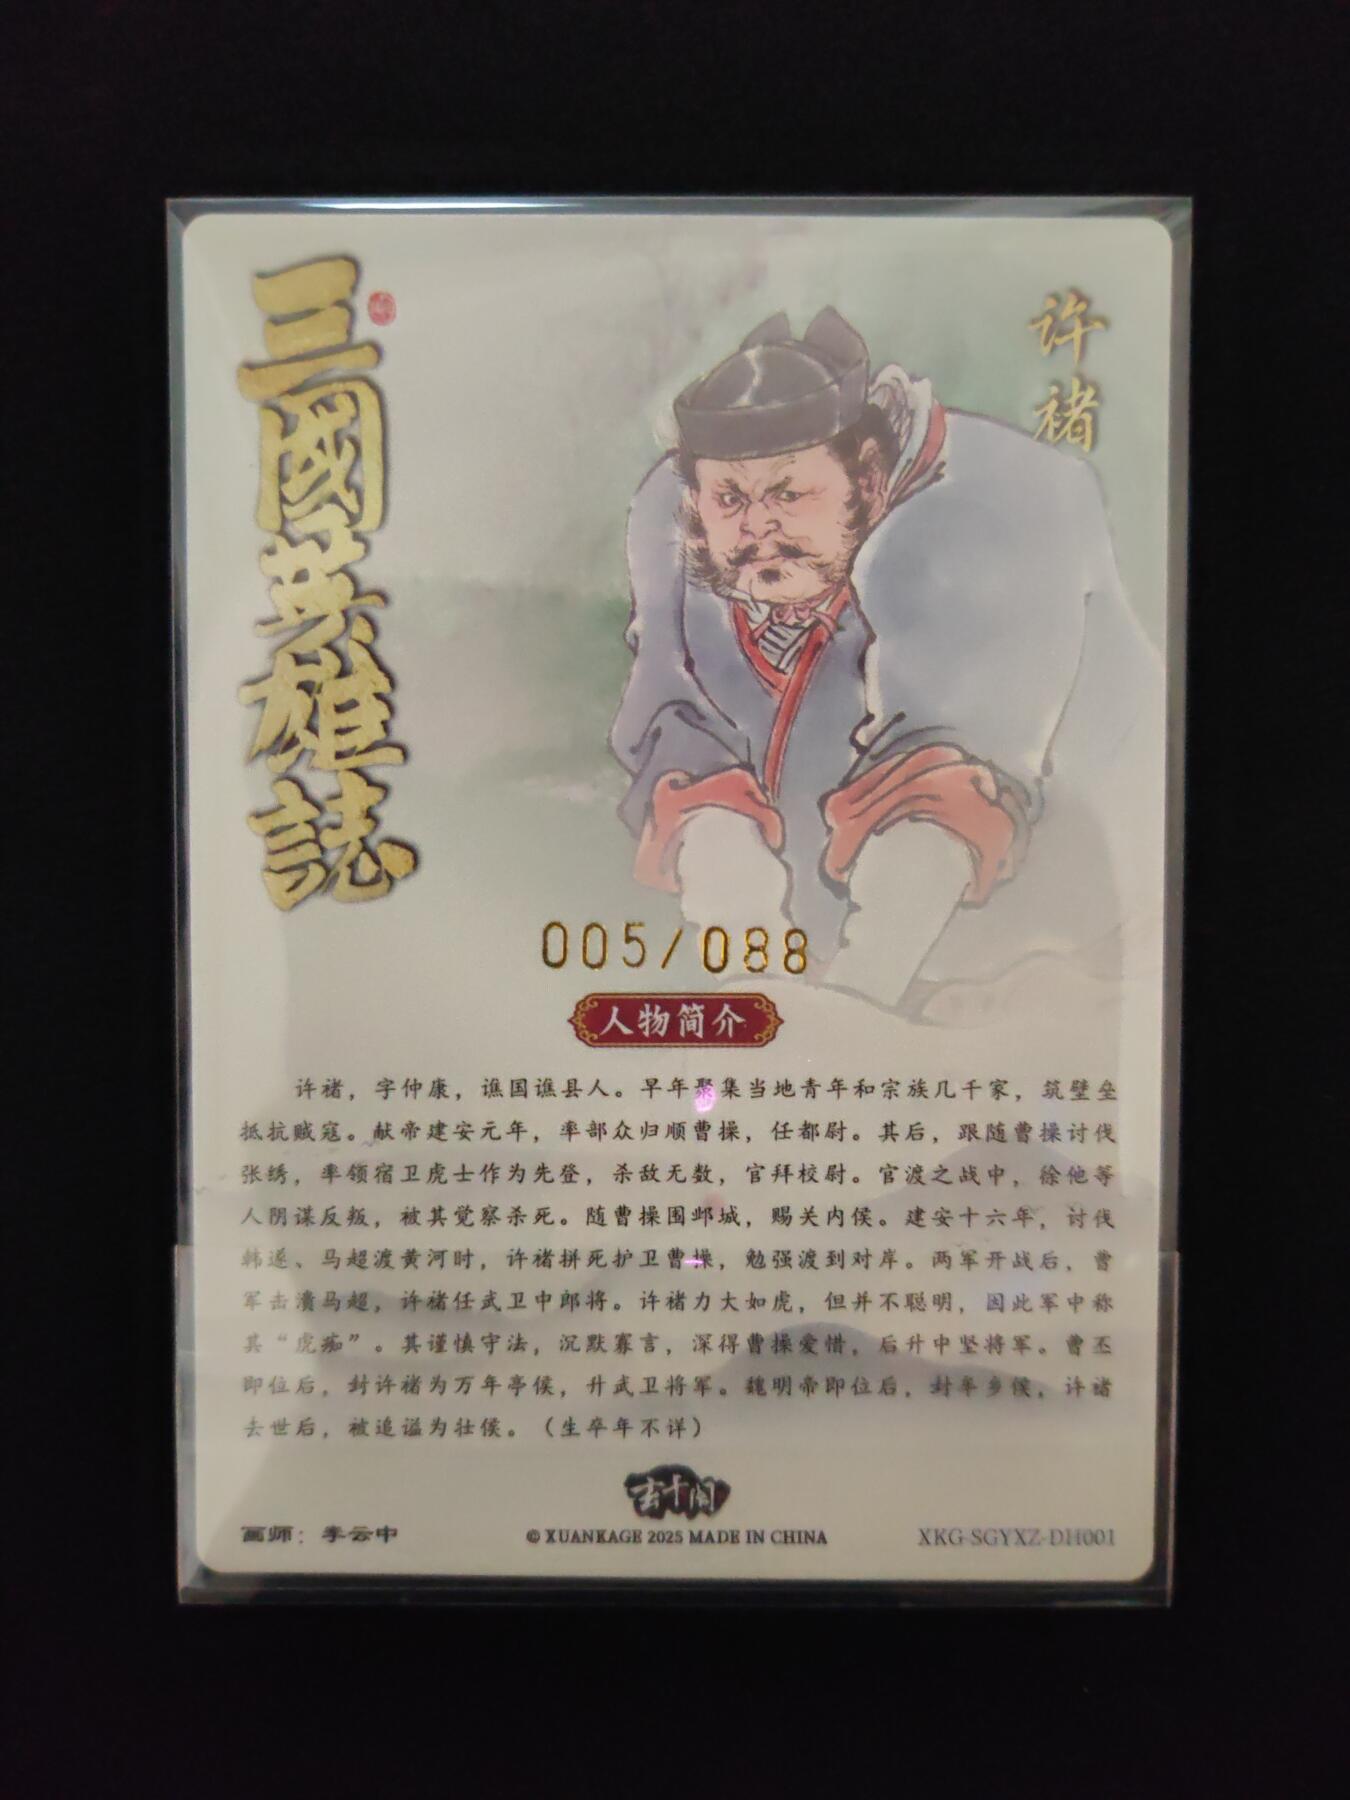 三國英雄誌
许褚
005/088
人物简介
许褚，字仲康，谯国谯县人。早年聚集当地青年和宗族几千家，筑壁垒
抵抗贼寇。献帝建安元年，率部众归顺曹操，任都尉。其后，跟随曹操讨伐
张绣，率领宿卫虎士作为先登，杀敌无数，官拜校尉。官渡之战中，徐他等
人阴谋反叛，被其觉察杀死。随曹操围邺城，赐关内侯。建安十六年，讨伐
韩遂、马超渡黄河时，许褚拼死护卫曹操，勉强渡到对岸。两军开战后，曹
军击溃马超，许褚任武卫中郎将。许褚力大如虎，但并不聪明，因此军中称
其“虎痴”。其谨慎守法，沉默寡言，深得曹操爱惜，后升中坚将军。曹丕
即位后，封许褚为万年亭侯，升武卫将军。魏明帝即位后，封牟乡侯，许诸
去世后，被追谥为壮侯。（生卒年不详）
玄卡阁
画师：李云中
© XUANKAGE 2025 MADE IN CHINA
XKG-SGYXZ-DH001